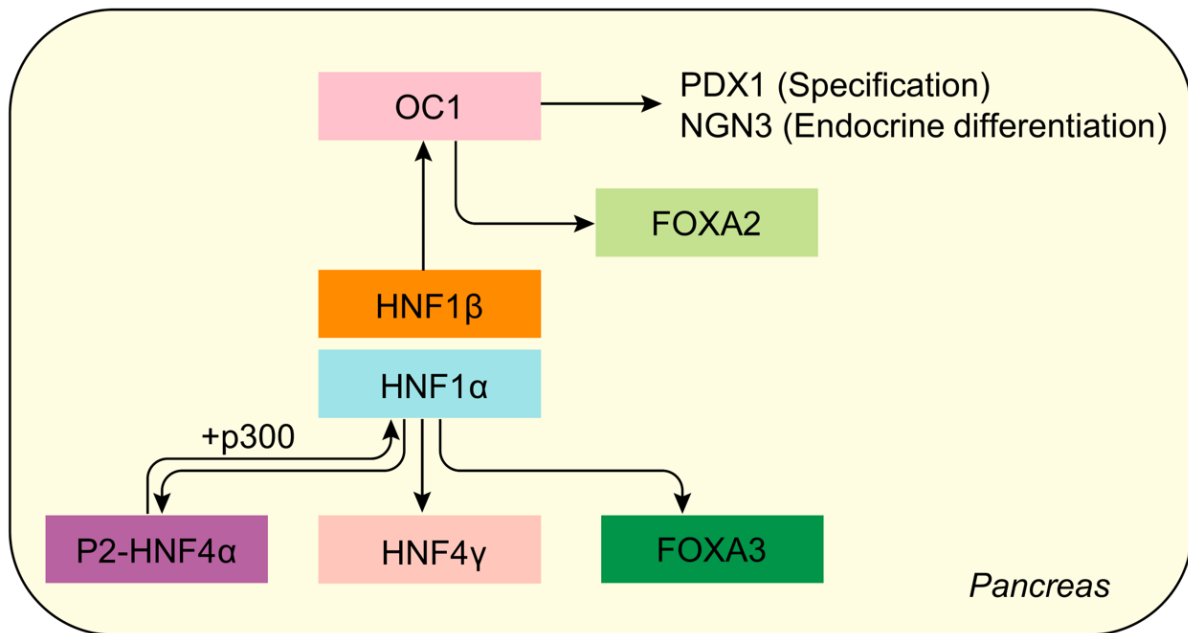 OC1
PDX1 (Specification)
NGN3 (Endocrine differentiation)
FOXA2
HNF1β
HNF1α
+p300
P2-HNF4α
HNF4γ
FOXA3
Pancreas